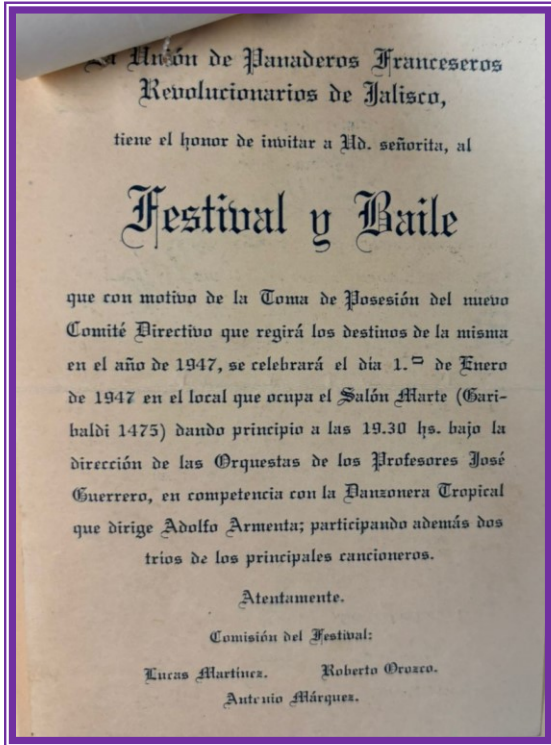 La Unión de Panaderos Franceseros
Revolucionarios de Jalisco,
tiene el honor de invitar a Ud. señorita, al
Festival y Baile
que con motivo de la Toma de Posesión del nuevo
Comité Directivo que regirá los destinos de la misma
en el año de 1947, se celebrará el día 1.º de Enero
de 1947 en el local que ocupa el Salón Marte (Gari-
baldi 1475) dando principio a las 19.30 hs. bajo la
dirección de las Orquestas de los Profesores José
Guerrero, en competencia con la Danzonera Tropical
que dirige Adolfo Armenta; participando además dos
trios de los principales cancioneros.
Atentamente.
Comisión del Festival:
Lucas Martínez. Roberto Orozco.
Antonio Márquez.